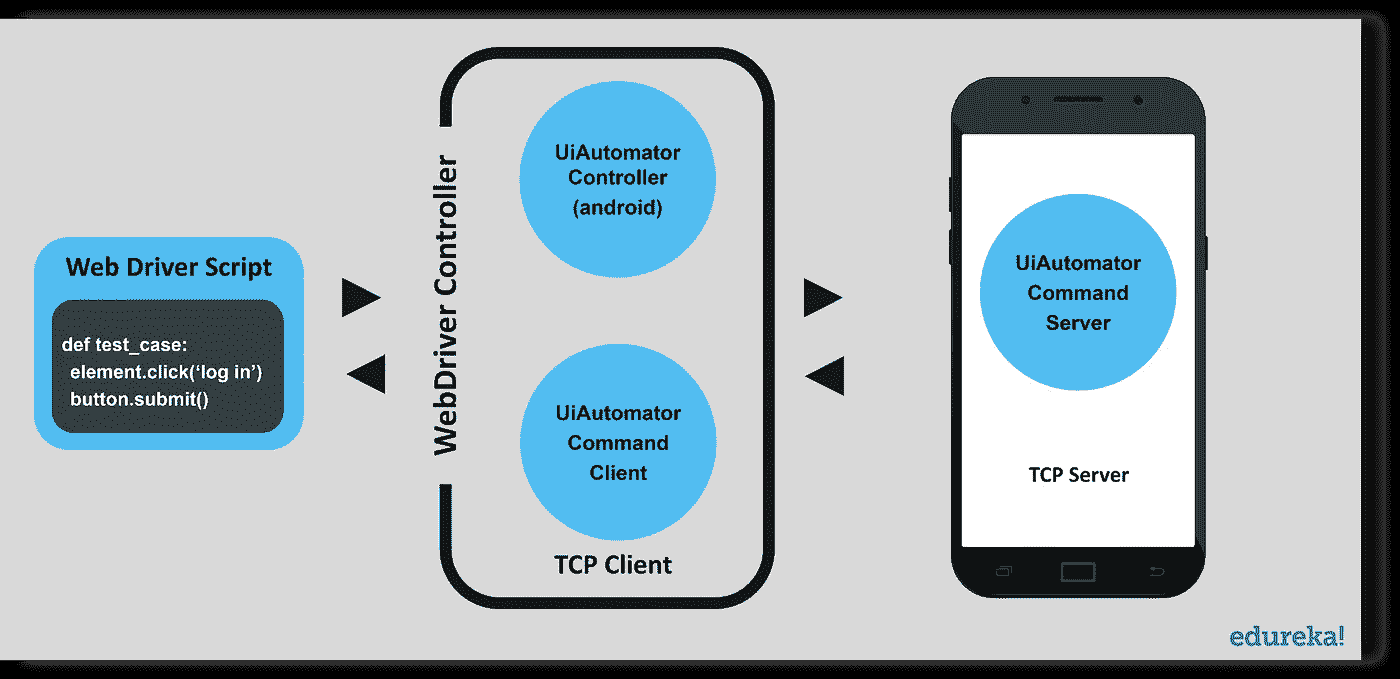 Web Driver Script
def test_case:
element.click(‘log in’)
button.submit()
WebDriver Controller
UiAutomator
Controller
(android)
UiAutomator
Command
Client
TCP Client
UiAutomator
Command
Server
TCP Server
edureka!